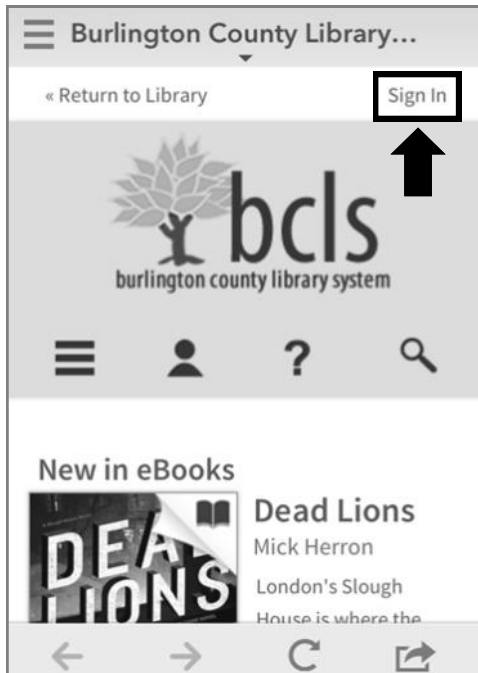 Burlington County Library...
« Return to Library
Sign In
bcls
burlington county library system
?
New in eBooks
DEAD
LIONS
Dead Lions
Mick Herron
London's Slough
House is where the